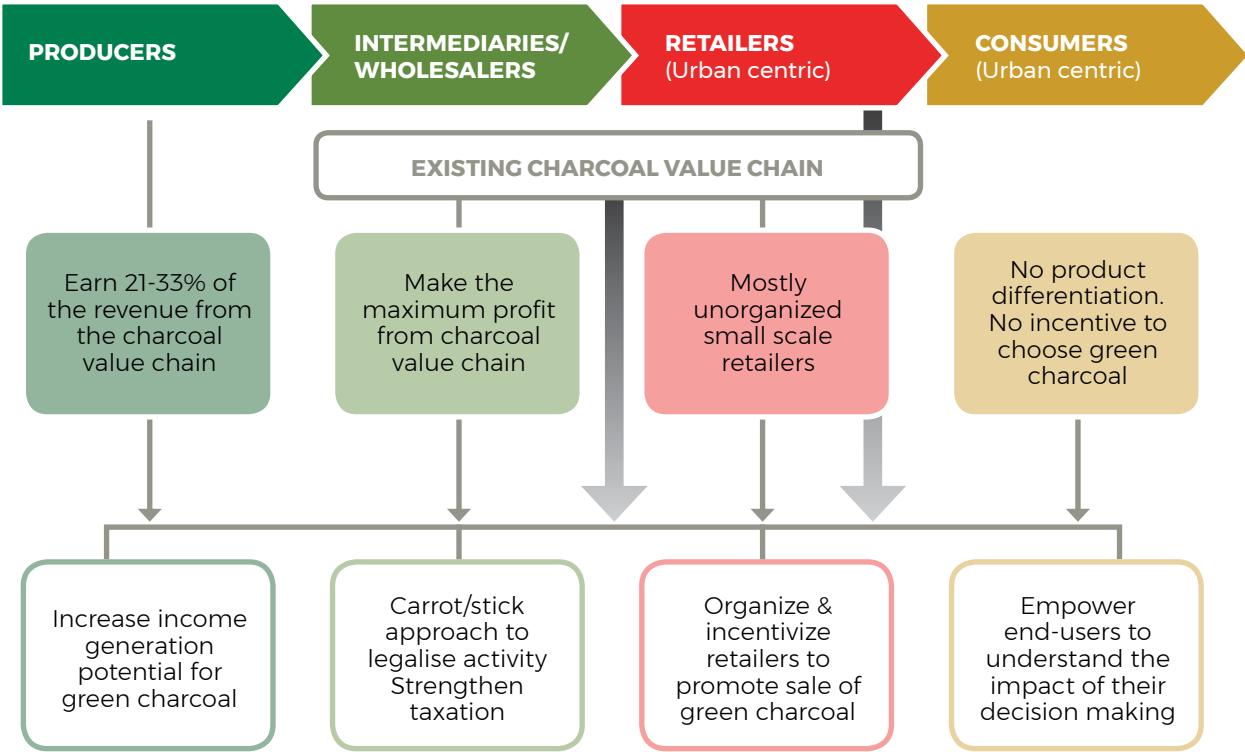 PRODUCERS
INTERMEDIARIES/
WHOLESALERS
RETAILERS
(Urban centric)
CONSUMERS
(Urban centric)
EXISTING CHARCOAL VALUE CHAIN
Earn 21-33% of
the revenue from
the charcoal
value chain
Make the
maximum profit
from charcoal
value chain
Mostly
unorganized
small scale
retailers
No product
differentiation.
No incentive to
choose green
charcoal
Increase income
generation
potential for
green charcoal
Carrot/stick
approach to
legalise activity
Strengthen
taxation
Organize &
incentivize
retailers to
promote sale of
green charcoal
Empower
end-users to
understand the
impact of their
decision making